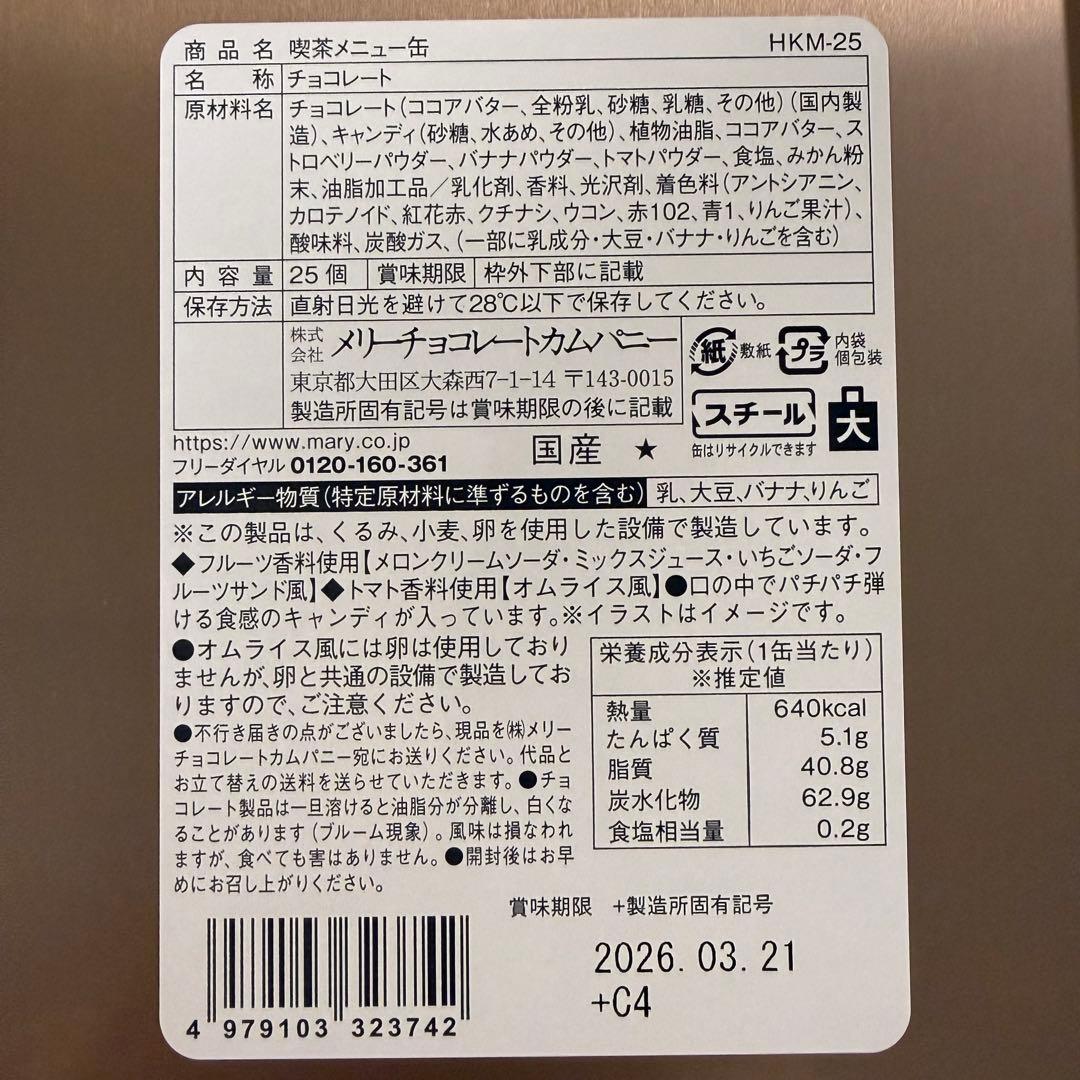 商品名 喫茶メニュー缶 HKM-25
名称 チョコレート
原材料名 チョコレート(ココアバター、全粉乳、砂糖、乳糖、その他)(国内製
造)、キャンディ(砂糖、水あめ、その他)、植物油脂、ココアバター、ス
トロベリーパウダー、バナナパウダー、トマトパウダー、食塩、みかん粉
末、油脂加工品/乳化剤、香料、光沢剤、着色料(アントシアニン、
カロテノイド、紅花赤、クチナシ、ウコン、赤102、青1、りんご果汁)、
酸味料、炭酸ガス、(一部に乳成分・大豆・バナナ・りんごを含む)
内容量 25個 賞味期限 枠外下部に記載
保存方法 直射日光を避けて28℃以下で保存してください。
株式会社 メリーチョコレートカムパニー
東京都大田区大森西7-1-14 〒143-0015
製造所固有記号は賞味期限の後に記載
紙 敷紙 プラ 内袋 個包装
スチール
缶はリサイクルできます
大
https://www.mary.co.jp
フリーダイヤル 0120-160-361
国産 ★
アレルギー物質(特定原材料に準ずるものを含む) 乳、大豆、バナナ、りんご
※この製品は、くるみ、小麦、卵を使用した設備で製造しています。
◆フルーツ香料使用【メロンクリームソーダ・ミックスジュース・いちごソーダ・フ
ルーツサンド風】◆トマト香料使用【オムライス風】●口の中でパチパチ弾
ける食感のキャンディが入っています。※イラストはイメージです。
●オムライス風には卵は使用しており
ませんが、卵と共通の設備で製造してお
りますので、ご注意ください。
●不行き届きの点がございましたら、現品を㈱メリー
チョコレートカムパニー宛にお送りください。代品と
お立て替えの送料を送らせていただきます。●チョ
コレート製品は一旦溶けると油脂分が分離し、白くな
ることがあります(ブルーム現象)。風味は損なわれ
ますが、食べても害はありません。●開封後はお早
めにお召し上がりください。
栄養成分表示(1缶当たり)
※推定値
熱量 640kcal
たんぱく質 5.1g
脂質 40.8g
炭水化物 62.9g
食塩相当量 0.2g
賞味期限 +製造所固有記号
2026.03.21
+C4
4 979103 323742